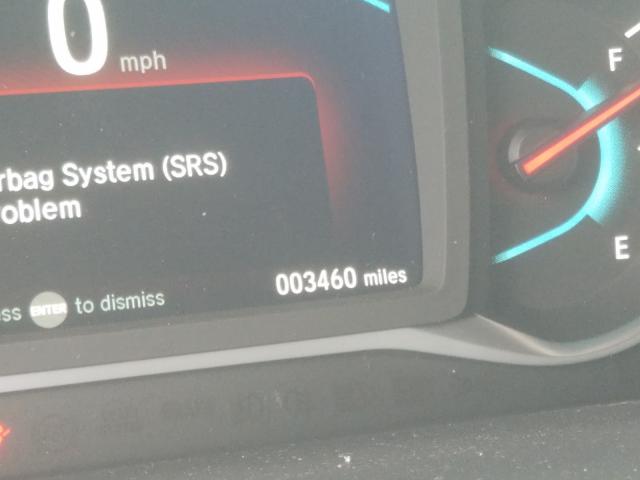 0 mph
F
rbag System (SRS)
oblem
E
003460 miles
ss ENTER to dismiss